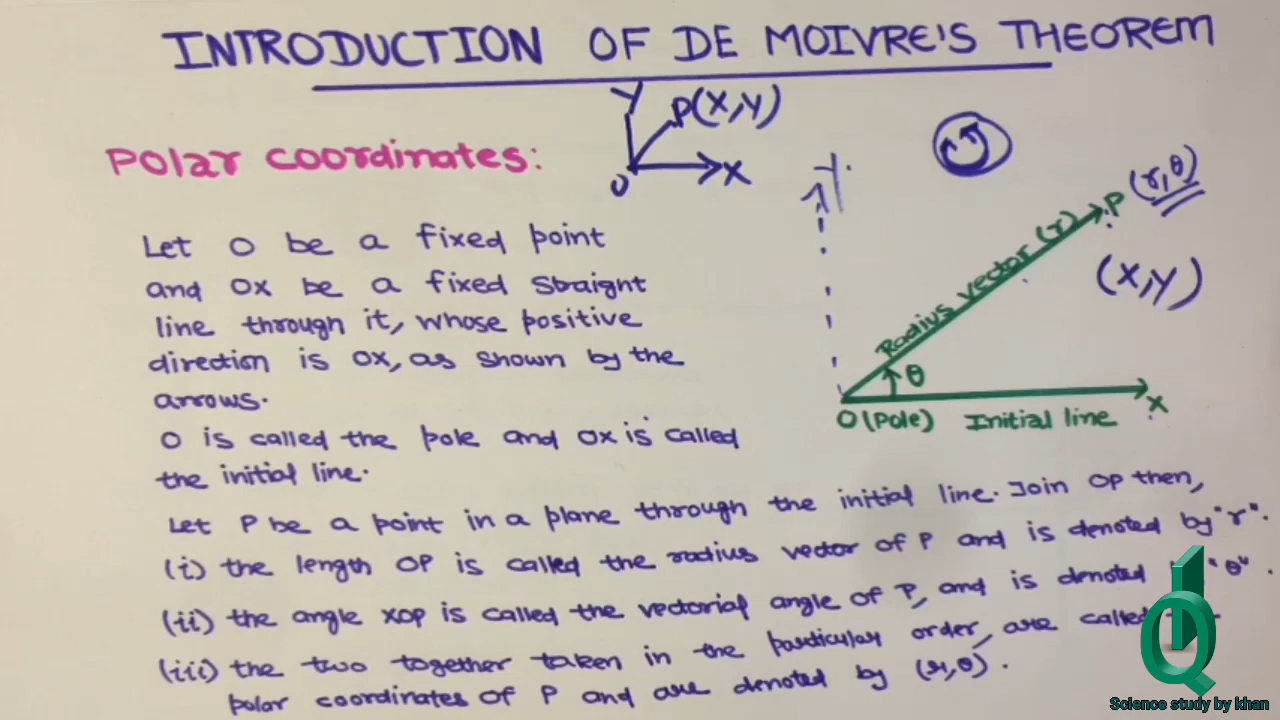 INTRODUCTION OF DE MOIVRE'S THEOREM
Y
P(X,Y)
O
X
Polar coordinates:
Y
P (r,θ)
Radius vector (r)
(X,Y)
θ
X
O (Pole) Initial line
Let O be a fixed point
and OX be a fixed straight
line through it, whose positive
direction is OX, as shown by the
arrows.
O is called the pole and OX is called
the initial line.
Let P be a point in a plane through the initial line. Join OP then,
(i) the length OP is called the radius vector of P and is denoted by "r".
(ii) the angle XOP is called the vectorial angle of P, and is denoted "θ".
(iii) the two together taken in the particular order, are called
polar coordinates of P and are denoted by (r,θ).
Science study by khan